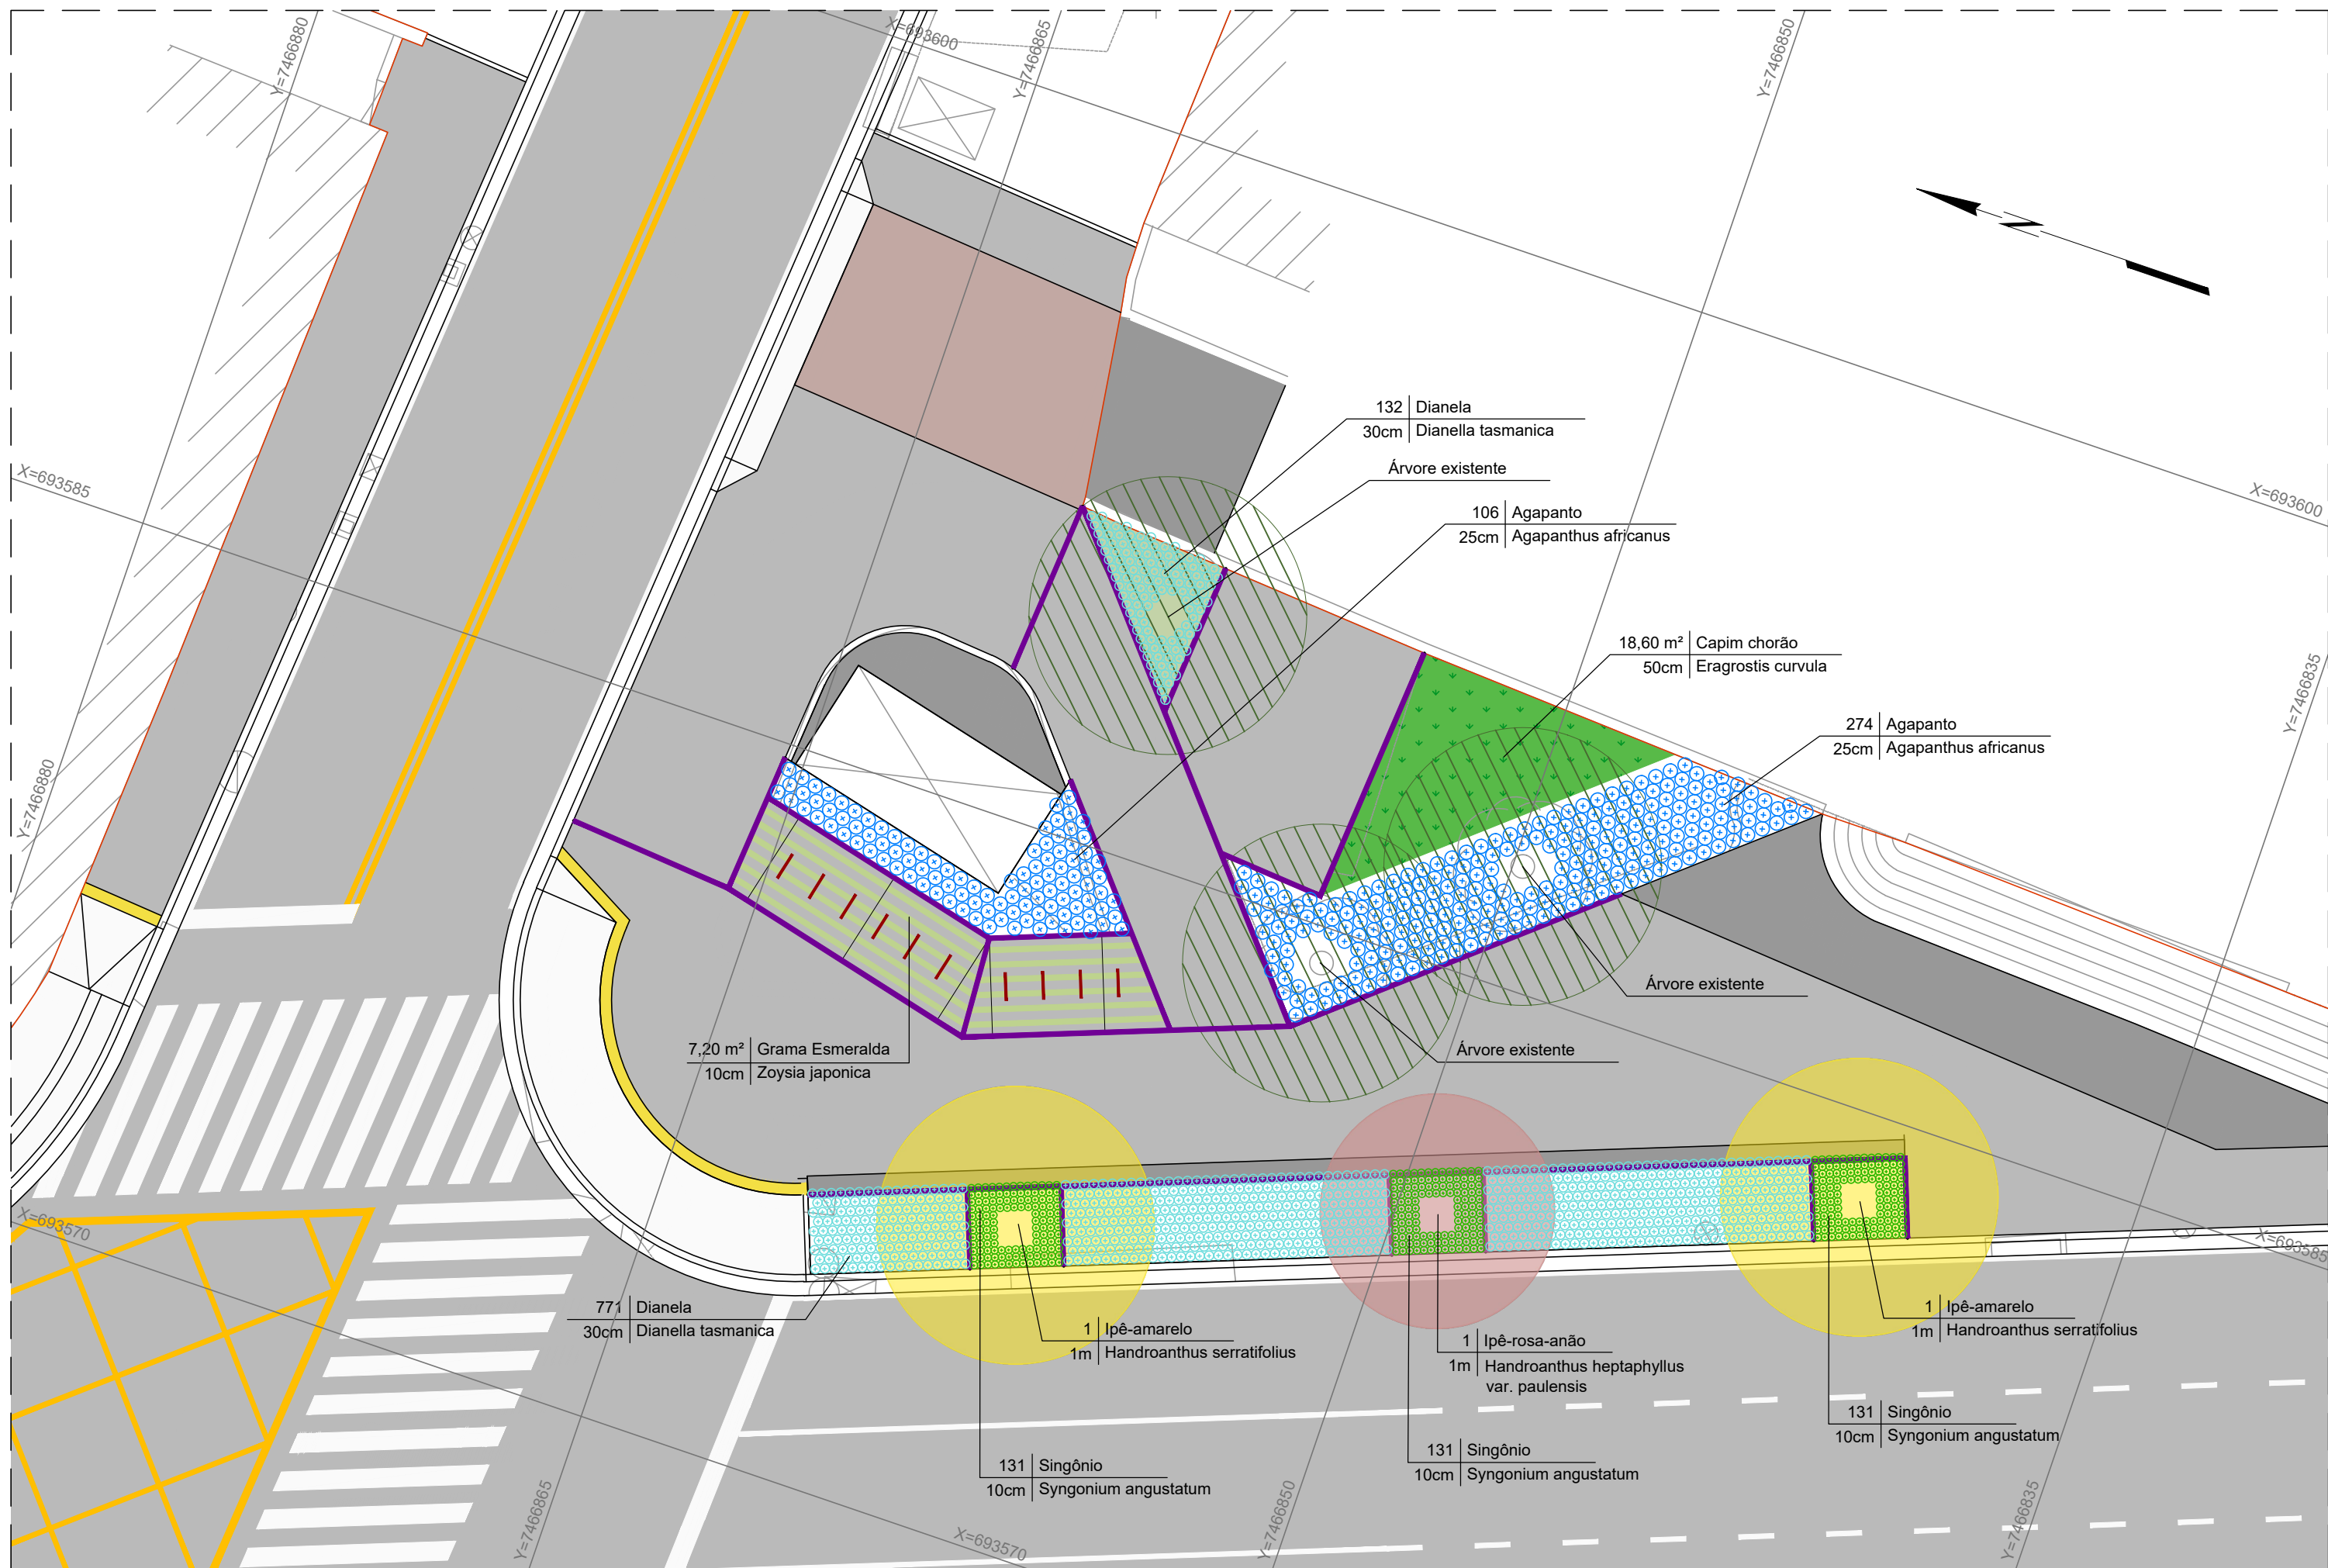 Y=7466880
X=693600
Y=7466865
Y=7466850
N
132 Dianela
30cm Dianella tasmanica
Árvore existente
X=693585
X=693600
106 Agapanto
25cm Agapanthus africanus
18,60 m² Capim chorão
50cm Eragrostis curvula
Y=7466835
274 Agapanto
25cm Agapanthus africanus
Y=7466880
Árvore existente
7,20 m² Grama Esmeralda
10cm Zoysia japonica
Árvore existente
X=693570
X=693585
771 Dianela
30cm Dianella tasmanica
1 Ipê-amarelo
1m Handroanthus serratifolius
1 Ipê-rosa-anão
1m Handroanthus heptaphyllus
var. paulensis
1 Ipê-amarelo
1m Handroanthus serratifolius
131 Singônio
10cm Syngonium angustatum
131 Singônio
10cm Syngonium angustatum
131 Singônio
10cm Syngonium angustatum
Y=7466865
X=693570
Y=7466850
Y=7466835